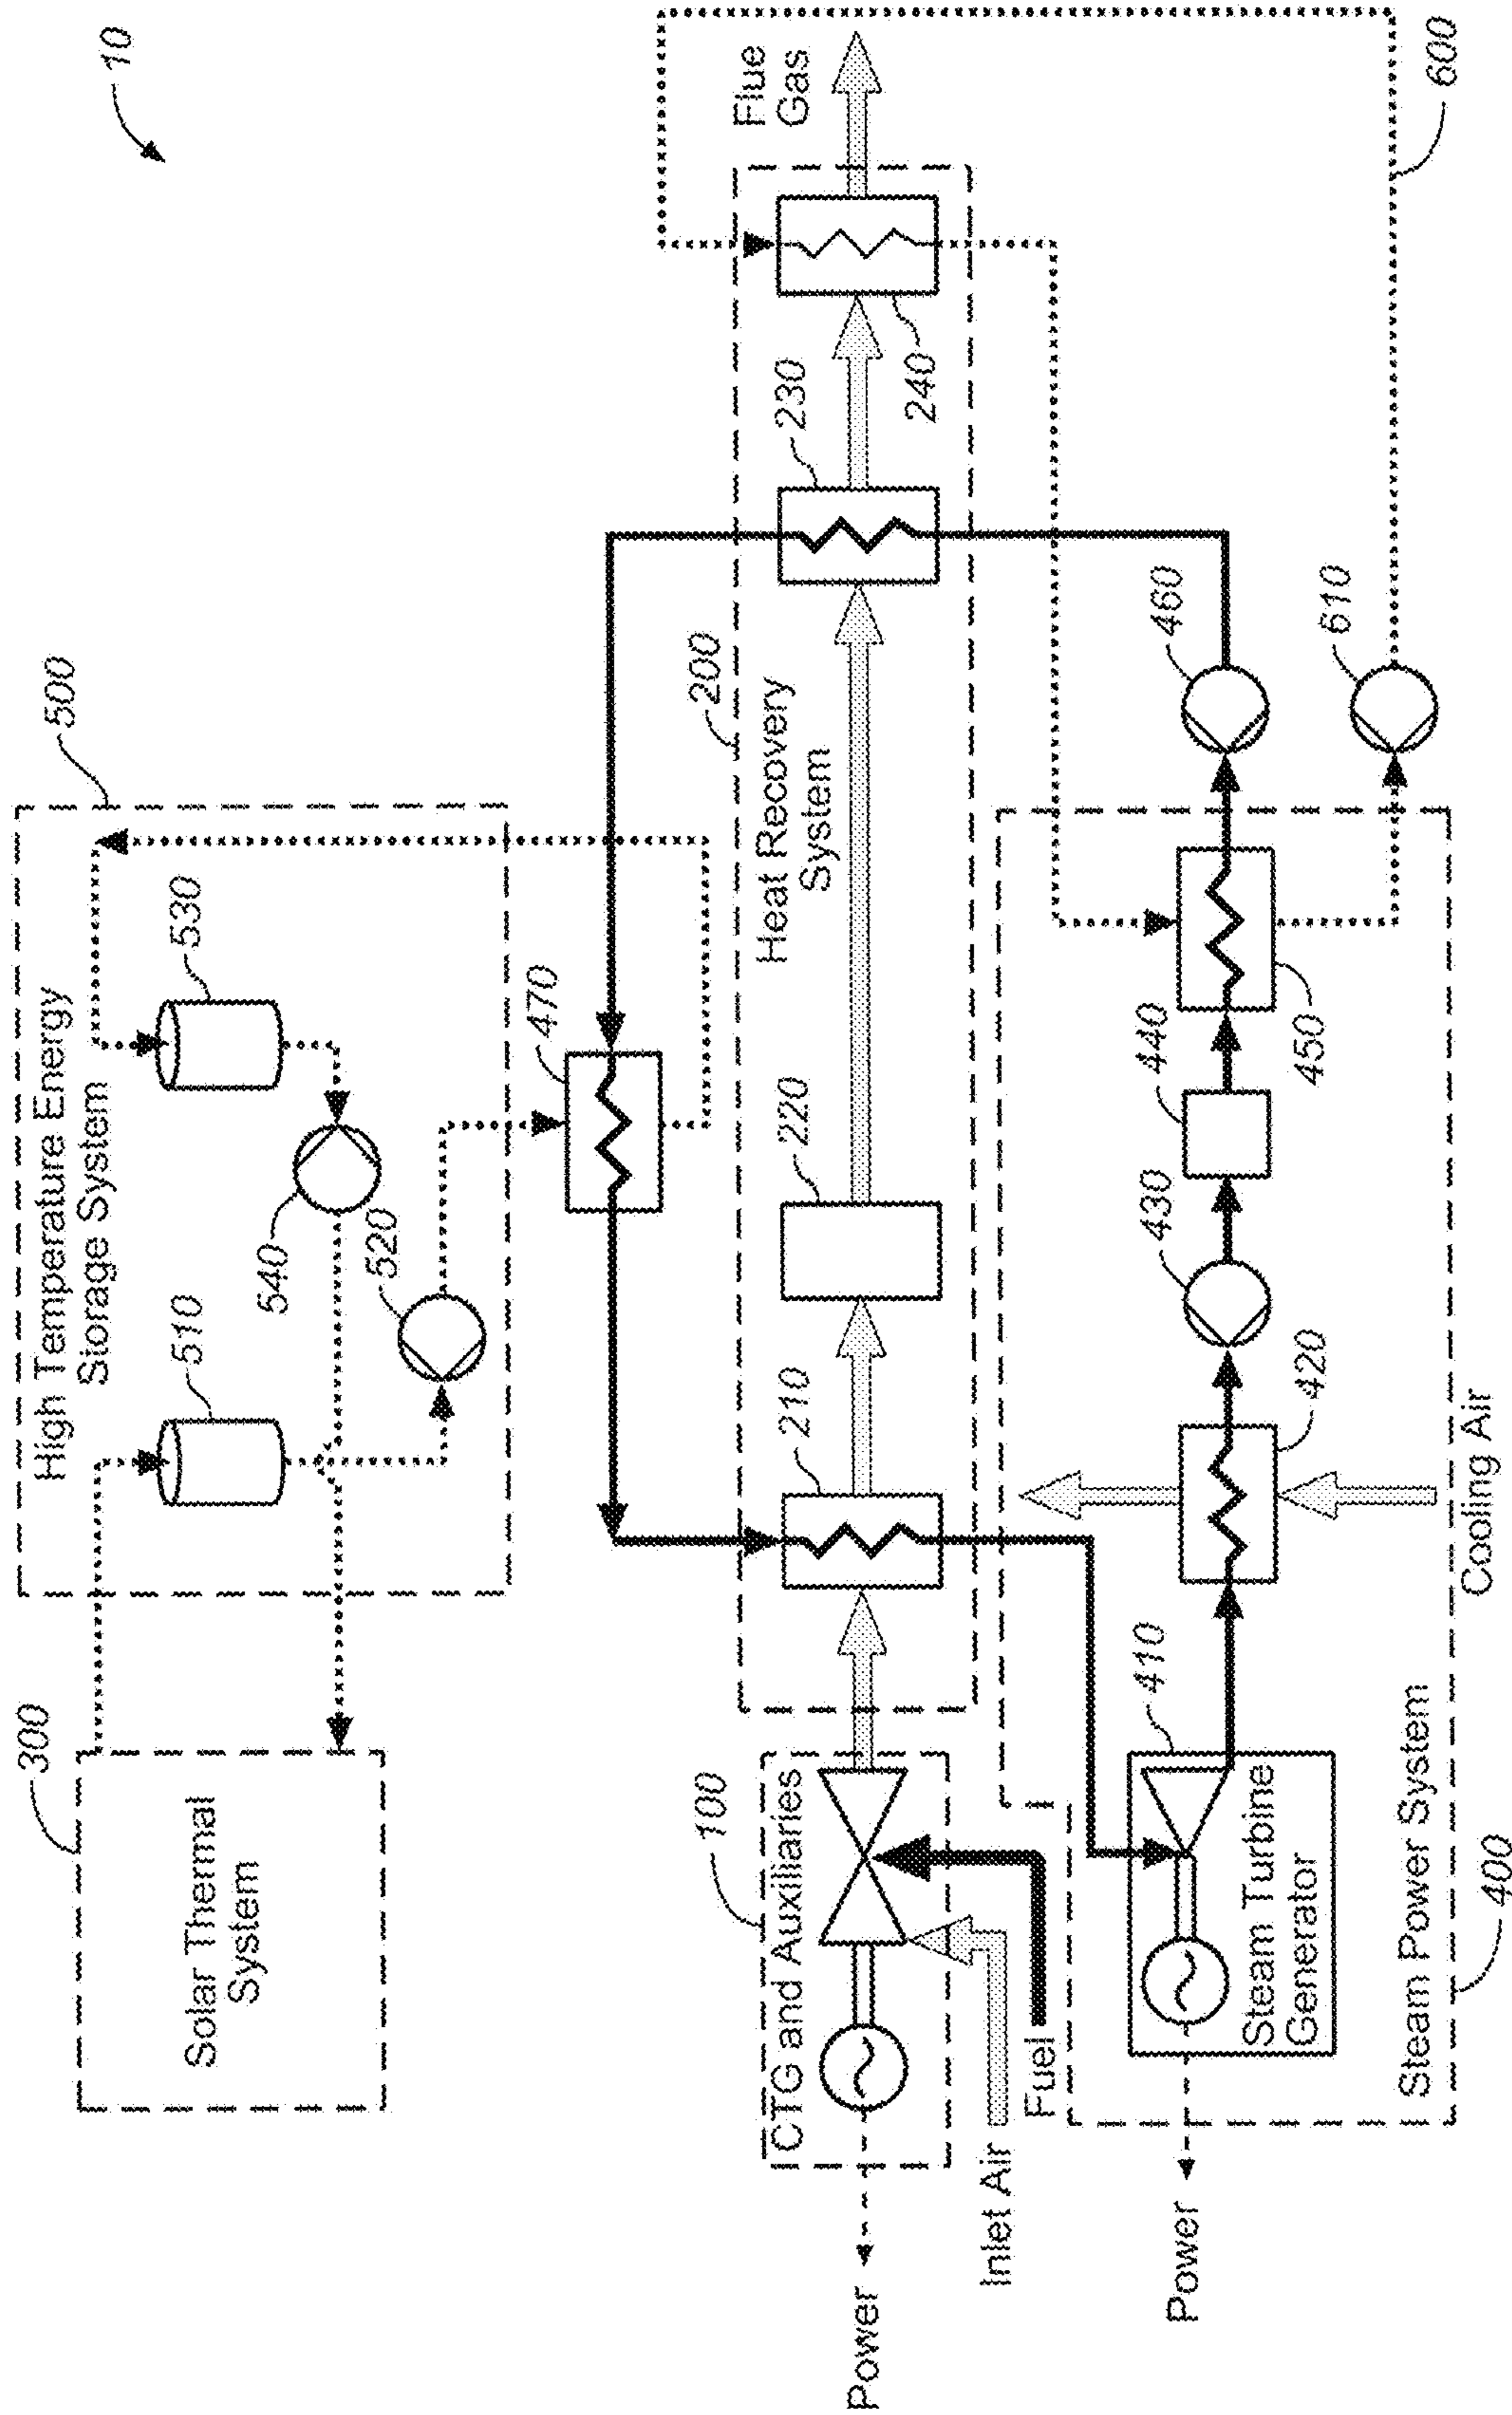 10
300
Solar Thermal
System
500
High Temperature Energy
Storage System
510
530
540
520
470
200
100
CTG and Auxiliaries
Heat Recovery
System
210
220
230
240
Flue
Gas
Power
Inlet Air
Fuel
410
Steam Turbine
Generator
Power
420
430
440
450
460
610
600
Cooling Air
Steam Power System
400